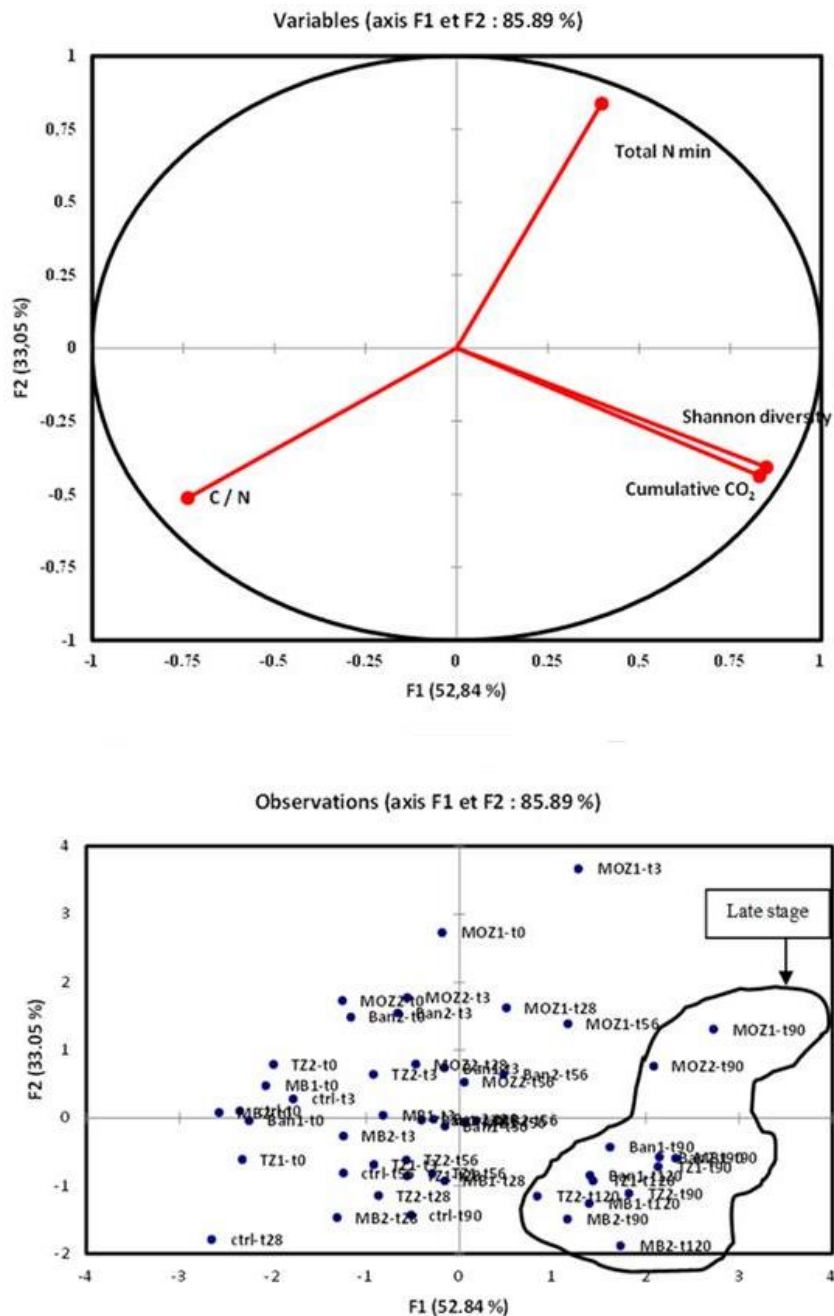 Variables (axis F1 et F2 : 85.89 %)
1
0.75
Total N min
0.5
0.25
F2 (33,05 %)
0
-0.25
Shannon diversity
-0.5
C / N
Cumulative CO₂
-0.75
-1
-1 -0.75 -0.5 -0.25 0 0.25 0.5 0.75 1
F1 (52,84 %)
Observations (axis F1 et F2 : 85.89 %)
4
MOZ1-t3
Late stage
3
MOZ1-t0
2
MOZ2-t0
MOZ2-t3
Ban2-t0
Ban2-t3
MOZ1-t28
MOZ1-t56
MOZ1-t90
1
F2 (33.05 %)
TZ2-t0
MOZ2-t28
MOZ2-t90
TZ2-t3
Ban2-t56
MOZ2-t56
MB1-t0
ctrl-t3
0
ctrl-t0
Ban1-t0
MB1-t3
MB2-t3
Ban1-t90
TZ1-t0
TZ2-t56
TZ1-t90
-1
ctrl-t56
MB1-t28
Ban1-t120
TZ1-t120
TZ2-t28
TZ2-t120
TZ2-t90
MB1-t120
MB2-t28
ctrl-t90
MB2-t90
ctrl-t28
MB2-t120
-2
-4 -3 -2 -1 0 1 2 3 4
F1 (52.84 %)